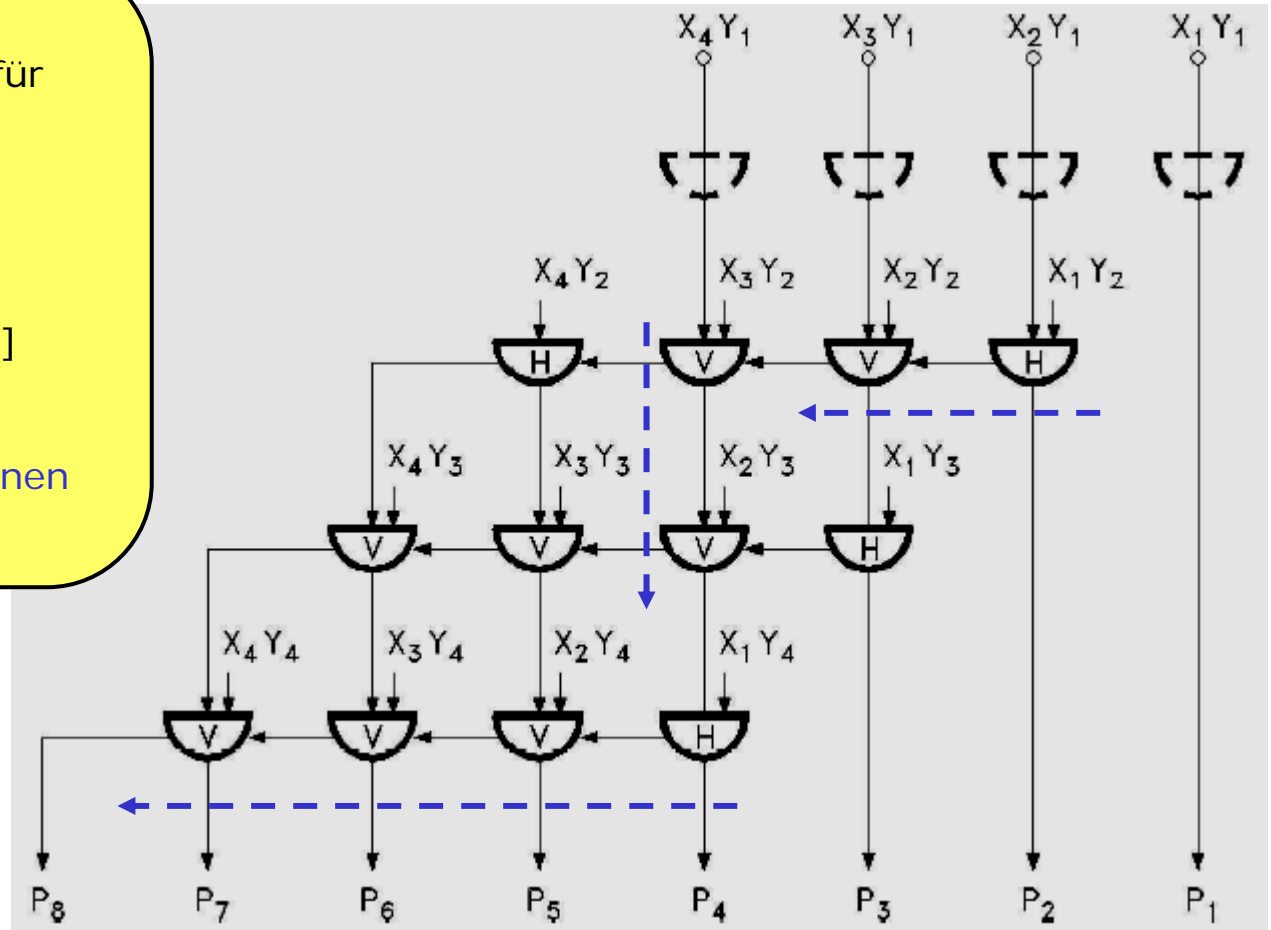 für
]
nen
X₄Y₁ X₃Y₁ X₂Y₁ X₁Y₁
X₄Y₂ X₃Y₂ X₂Y₂ X₁Y₂
H V V H
X₄Y₃ X₃Y₃ X₂Y₃ X₁Y₃
V V V H
X₄Y₄ X₃Y₄ X₂Y₄ X₁Y₄
V V V H
P₈ P₇ P₆ P₅ P₄ P₃ P₂ P₁